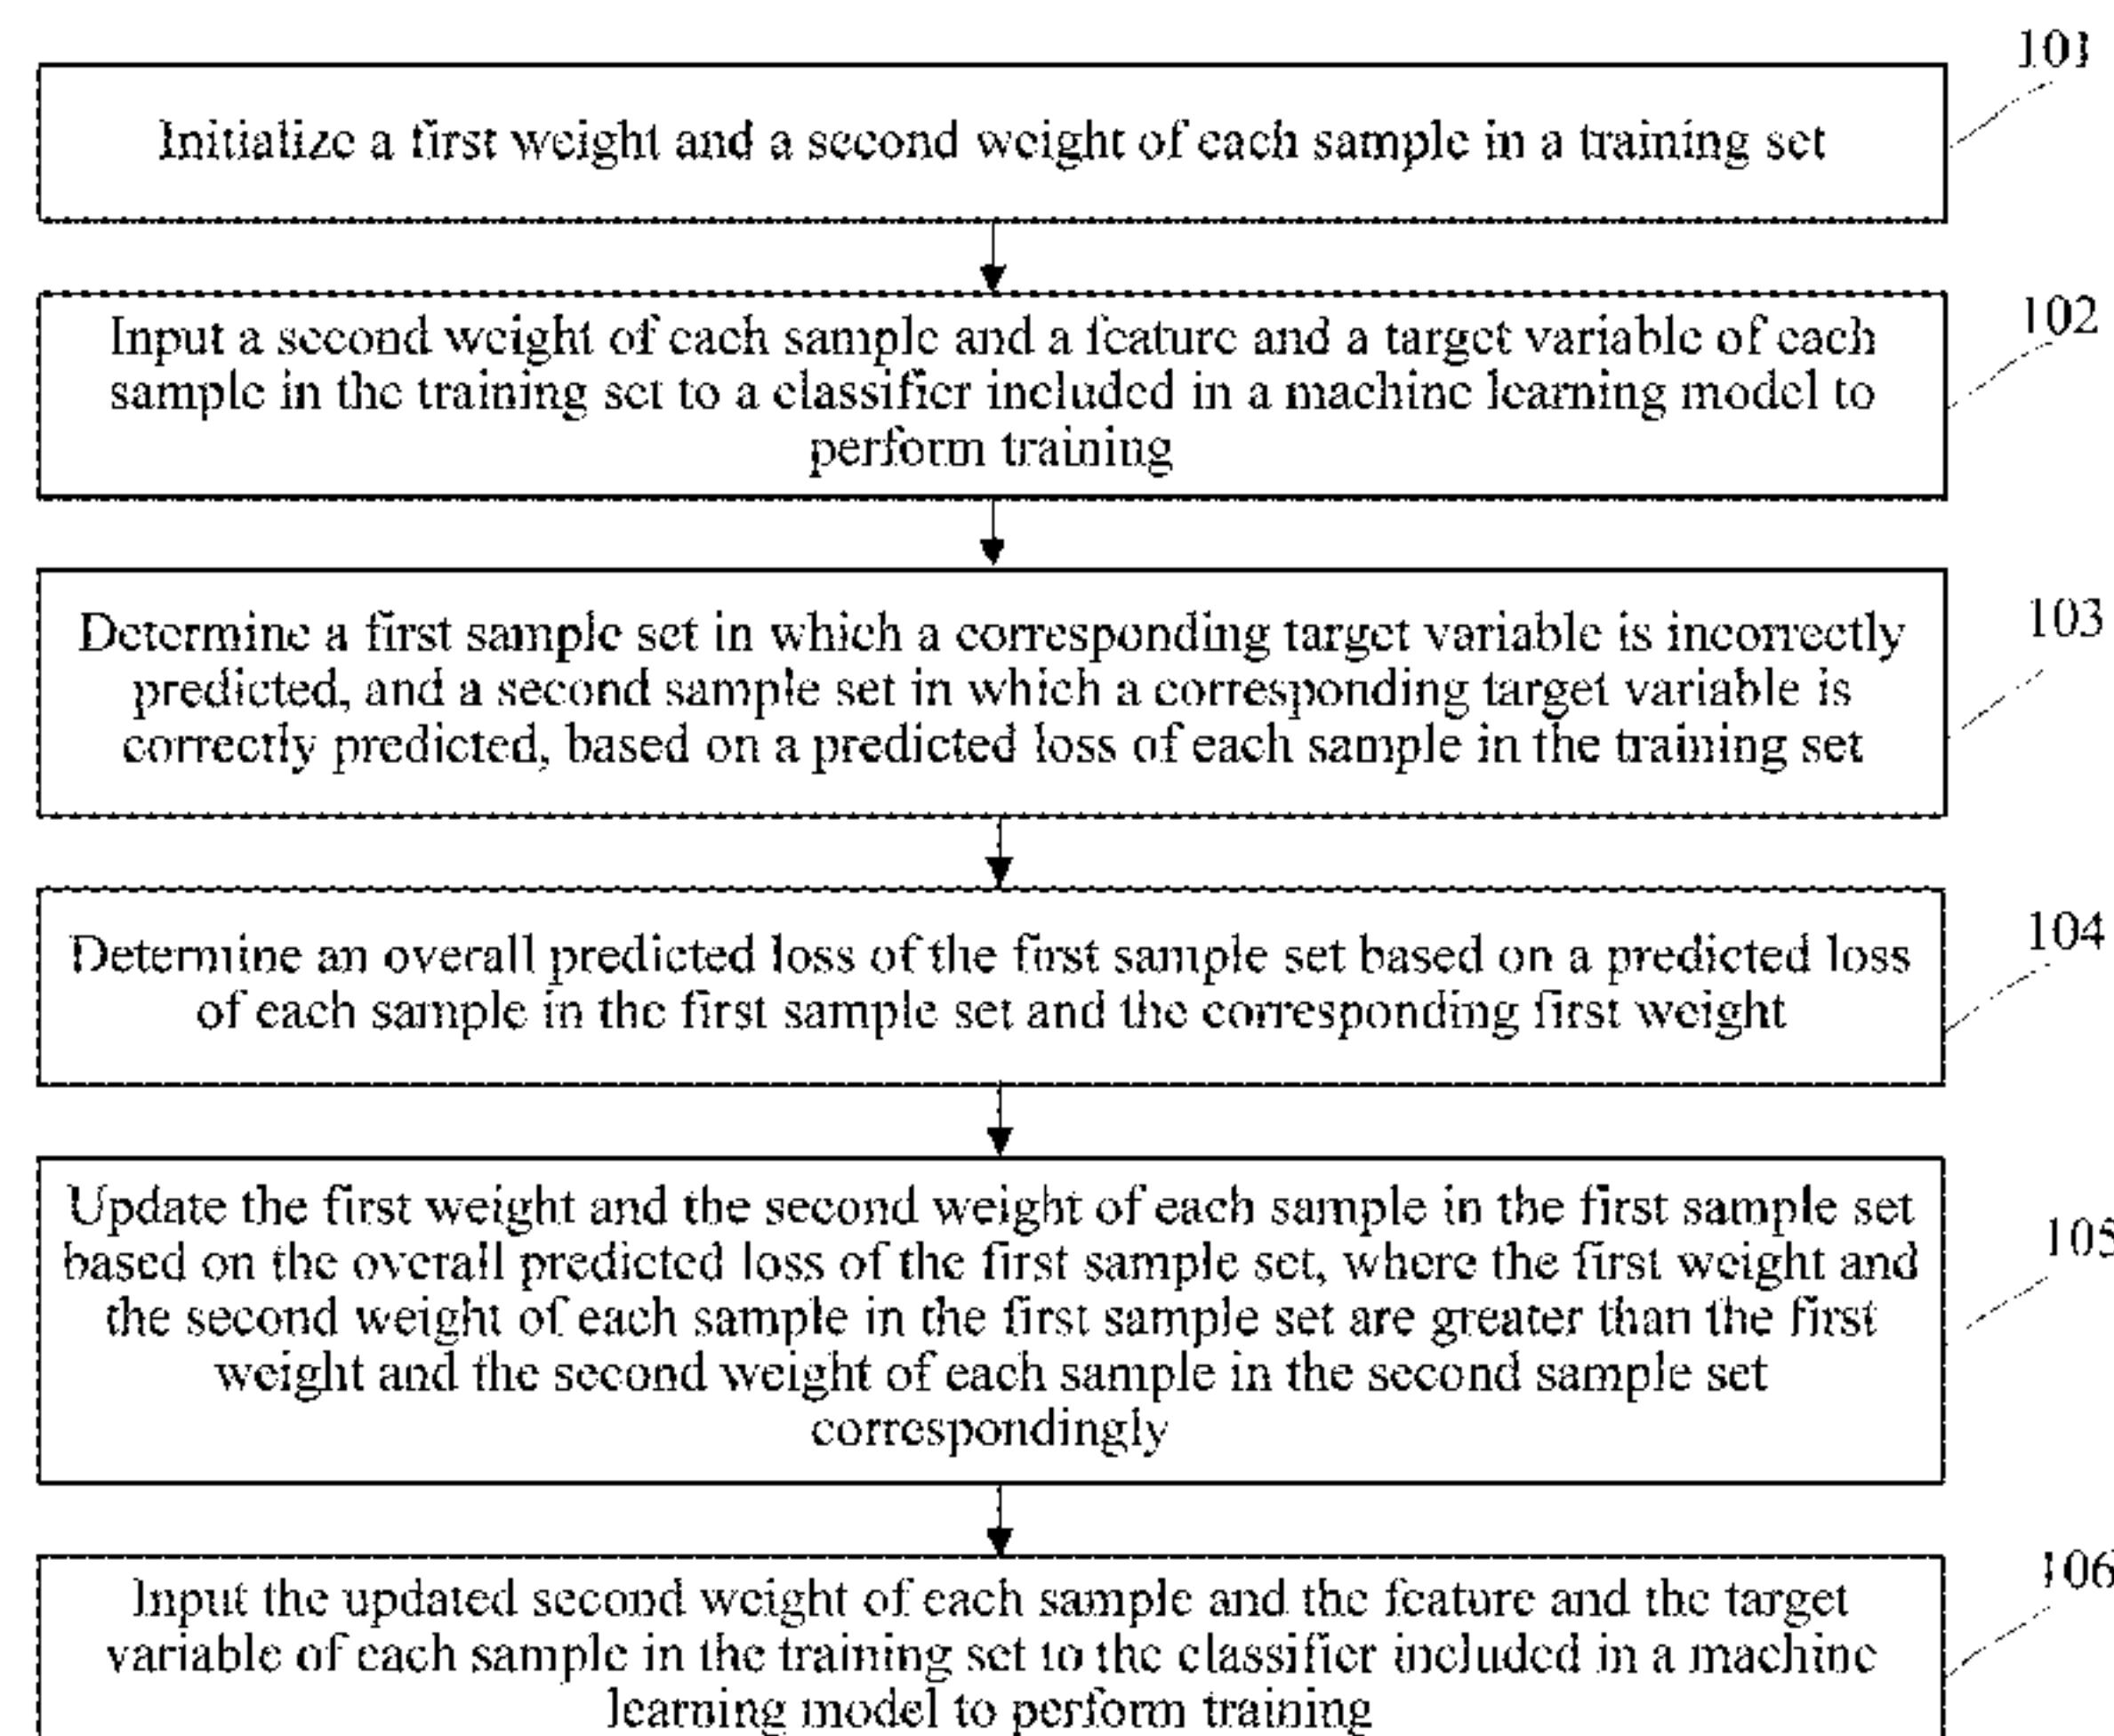 101
Initialize a first weight and a second weight of each sample in a training set
102
Input a second weight of each sample and a feature and a target variable of each
sample in the training set to a classifier included in a machine learning model to
perform training
103
Determine a first sample set in which a corresponding target variable is incorrectly
predicted, and a second sample set in which a corresponding target variable is
correctly predicted, based on a predicted loss of each sample in the training set
104
Determine an overall predicted loss of the first sample set based on a predicted loss
of each sample in the first sample set and the corresponding first weight
105
Update the first weight and the second weight of each sample in the first sample set
based on the overall predicted loss of the first sample set, where the first weight and
the second weight of each sample in the first sample set are greater than the first
weight and the second weight of each sample in the second sample set
correspondingly
106
Input the updated second weight of each sample and the feature and the target
variable of each sample in the training set to the classifier included in a machine
learning model to perform training